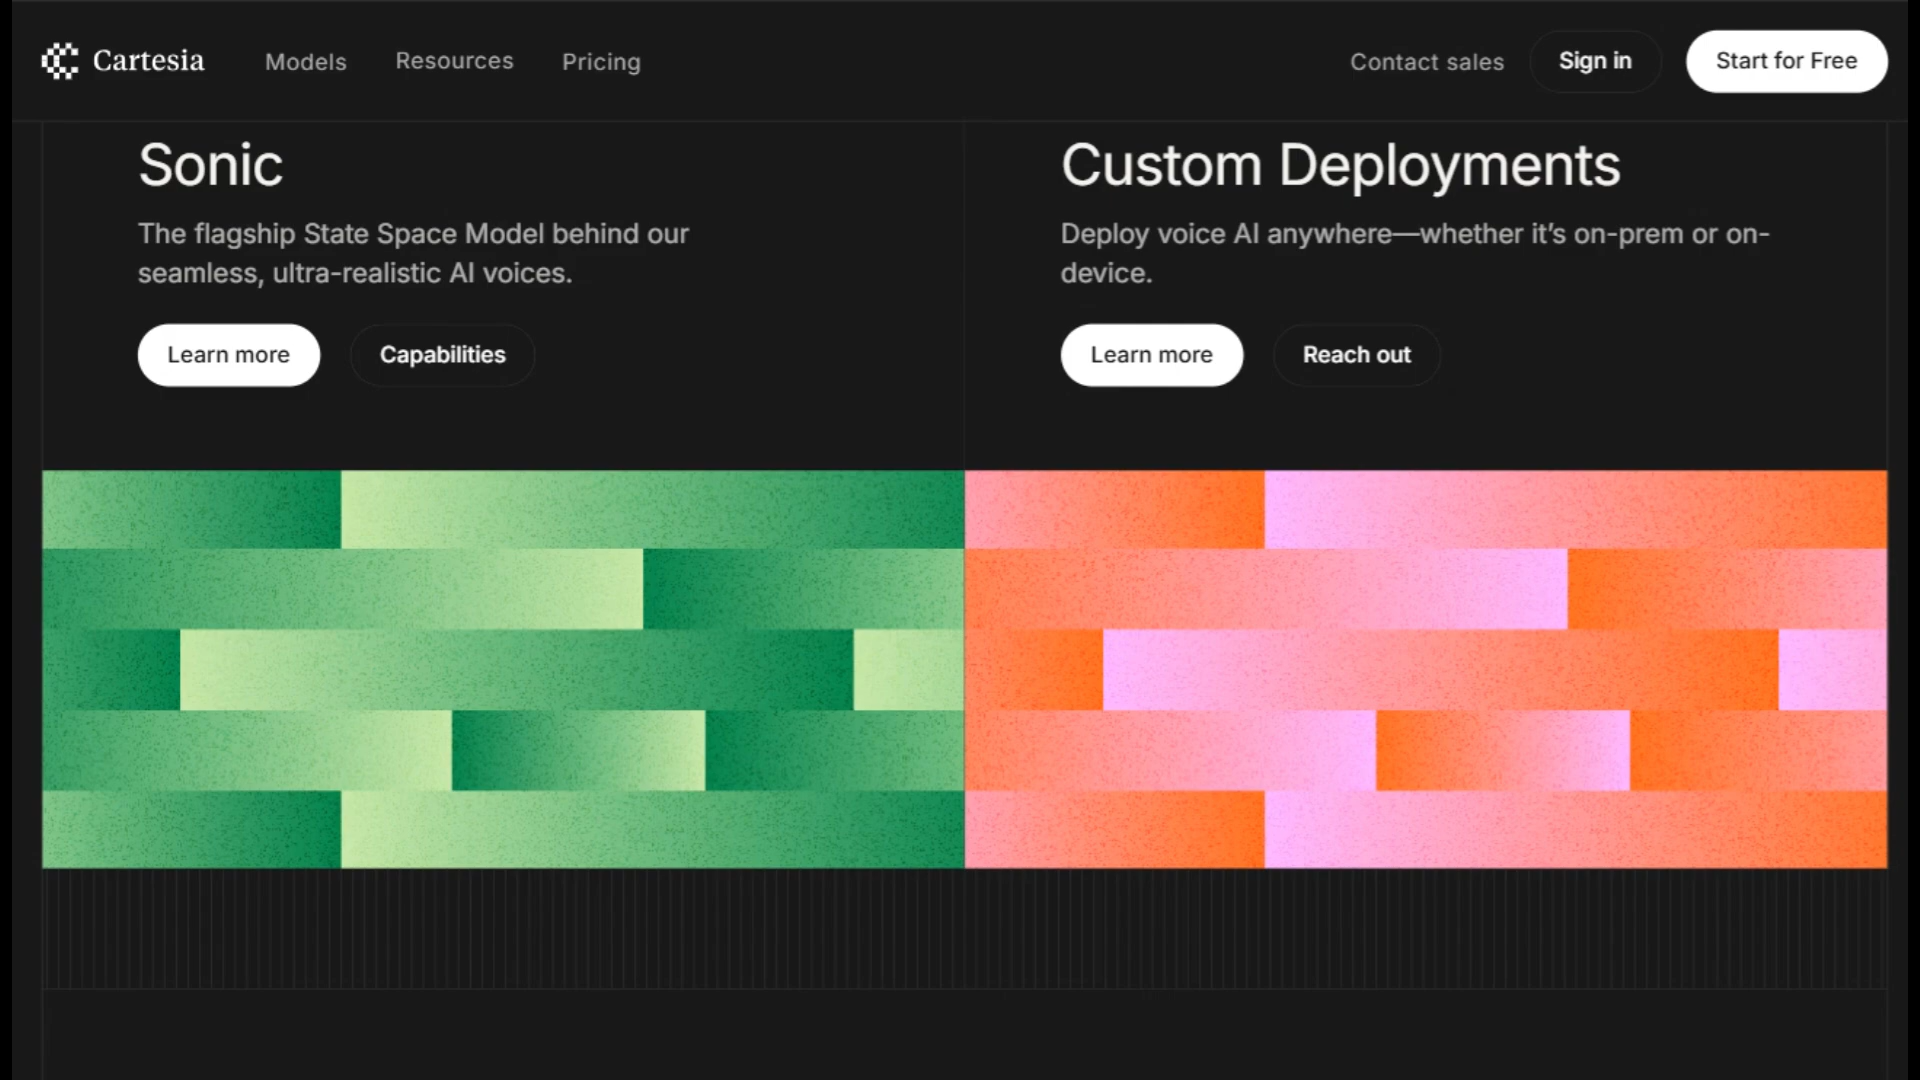 Cartesia
Models
Resources
Pricing
Contact sales
Sign in
Start for Free
Sonic
The flagship State Space Model behind our
seamless, ultra-realistic AI voices.
Learn more
Capabilities
Custom Deployments
Deploy voice AI anywhere—whether it’s on-prem or on-
device.
Learn more
Reach out